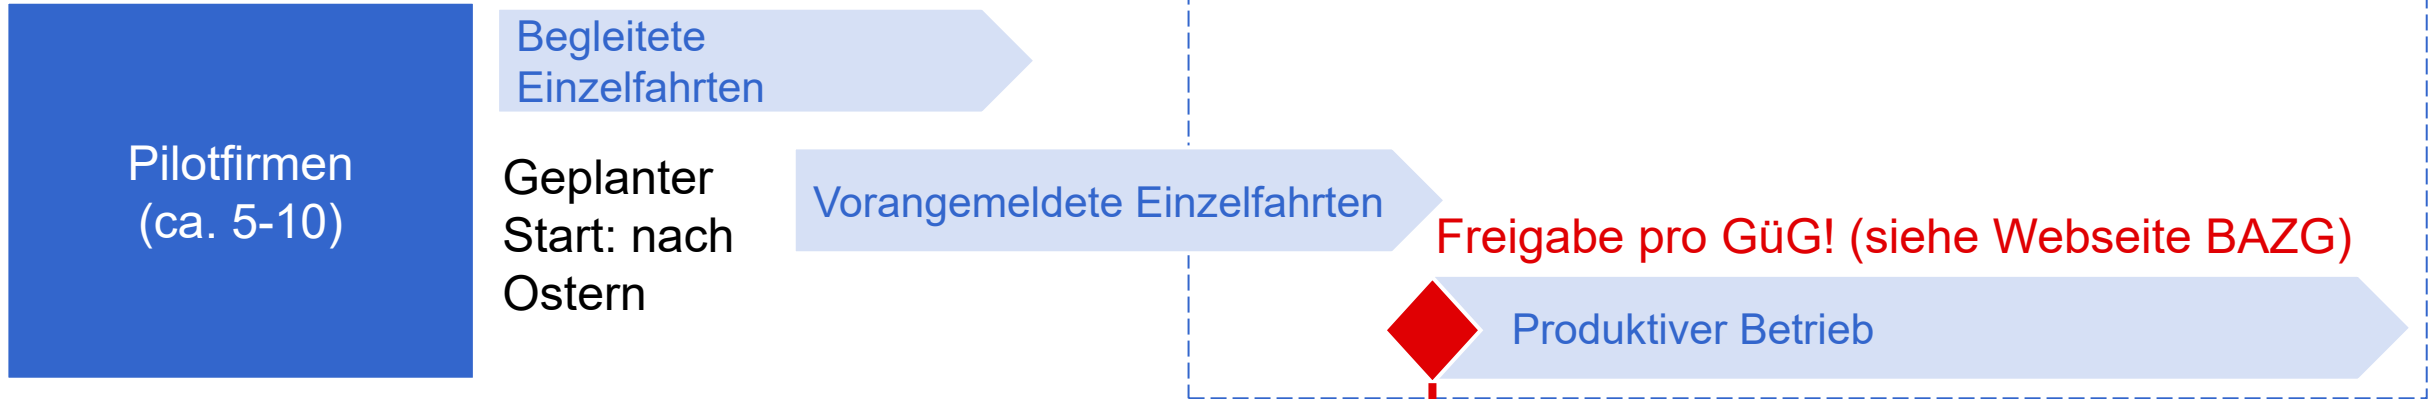 Pilotfirmen
(ca. 5-10)
Begleitete
Einzelfahrten
Geplanter
Start: nach
Ostern
Vorangemeldete Einzelfahrten
Freigabe pro GüG! (siehe Webseite BAZG)
Produktiver Betrieb